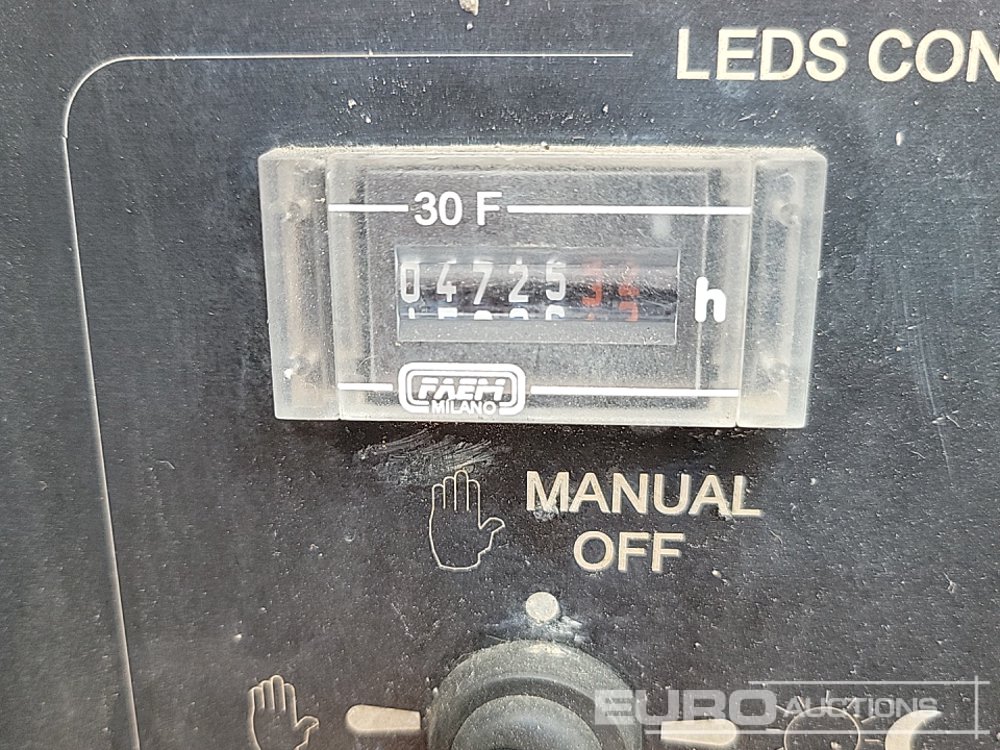 LEDS CON
30 F
04725
h
FAEM
MILANO
MANUAL
OFF
EURO AUCTIONS